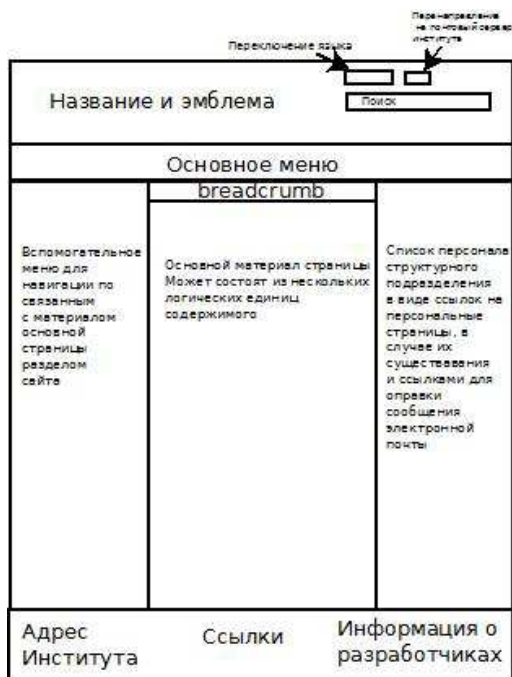 Перенаправление
на почтовый сервер
института
Переключение языка
Название и эмблема
Поиск
Основное меню
breadcrumb
Вспомогательное
меню для
навигации по
связанным
с материалом
основной
страницы
разделом
сайта
Основной материал страницы
Может состоят из нескольких
логических единиц
содержимого
Список персонала
структурного
подразделения
в виде ссылок на
персональные
страницы, в
случае их
существавания
и ссылками для
оправки
сообщения
электронной
почты
Адрес
Института
Ссылки
Информация о
разработчиках